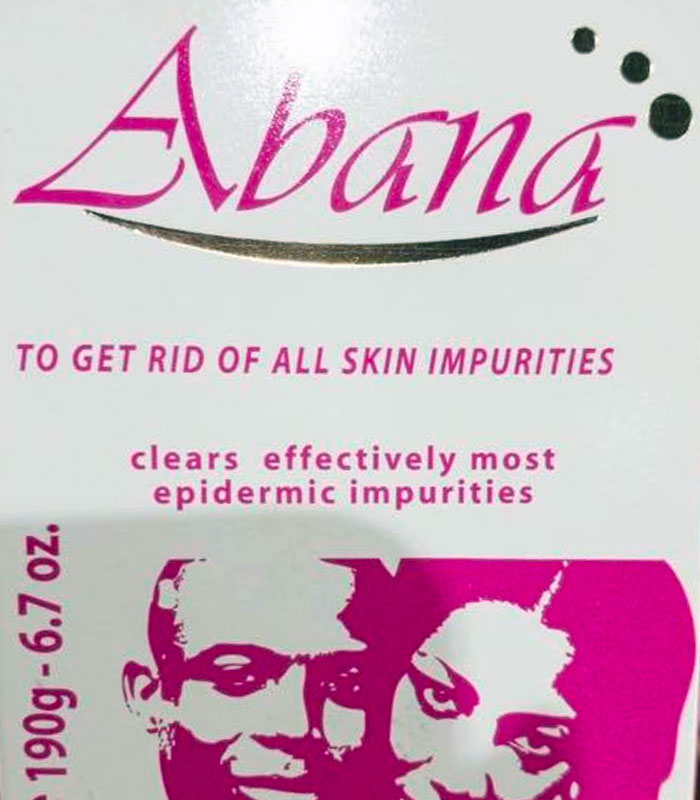 Abana
TO GET RID OF ALL SKIN IMPURITIES
clears effectively most
epidermic impurities
190g - 6.7 oz.